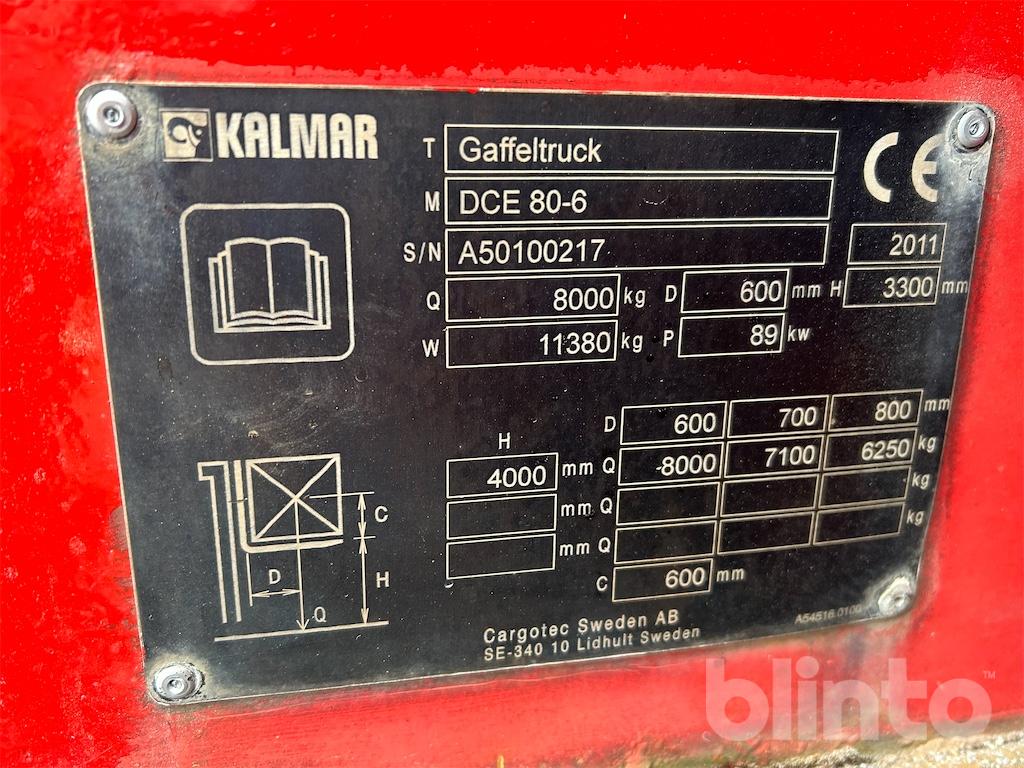 KALMAR
T Gaffeltruck
CE
M DCE 80-6
S/N A50100217 2011
Q 8000 kg D 600 mm H 3300 mm
W 11380 kg P 89 kw
D 600 700 800 mm
H
4000 mm Q 8000 7100 6250 kg
mm Q kg
mm Q kg
C 600 mm
C
D H
Q
Cargotec Sweden AB
SE-340 10 Lidhult Sweden
A54516.0100
blinto™